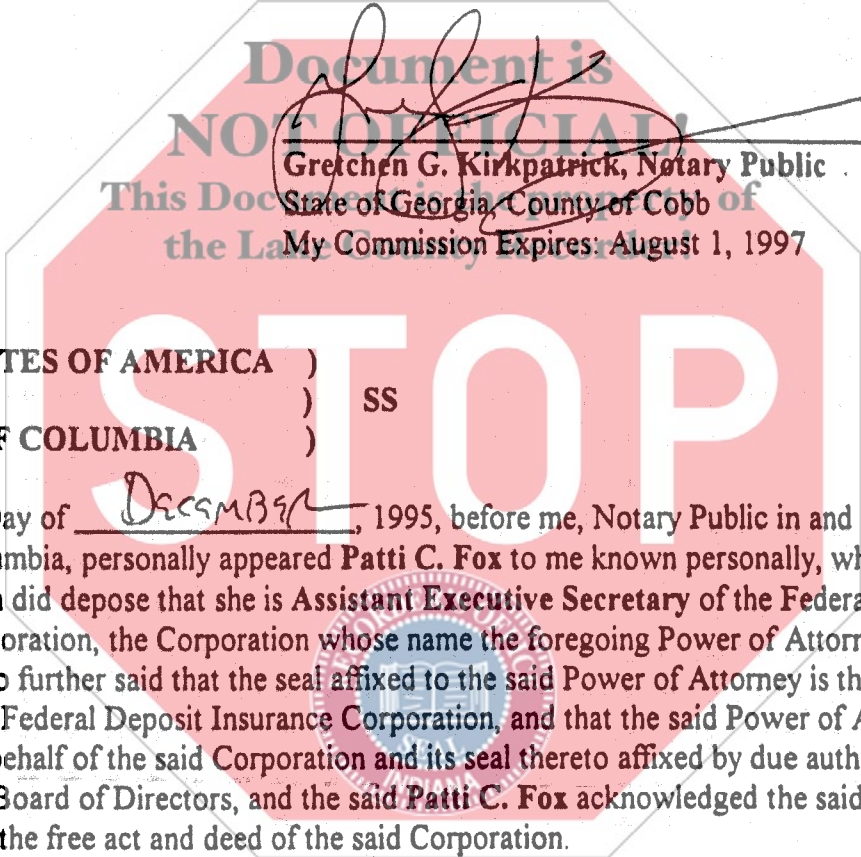 Document is
NOT OFFICIAL!
This Document is the property of
the Lake County Recorder!
Gretchen G. Kirkpatrick, Notary Public
State of Georgia, County of Cobb
My Commission Expires: August 1, 1997
STOP
TES OF AMERICA )
) SS
F COLUMBIA )
ay of December, 1995, before me, Notary Public in and
mbia, personally appeared Patti C. Fox to me known personally, wh
did depose that she is Assistant Executive Secretary of the Federa
oration, the Corporation whose name the foregoing Power of Attorn
o further said that the seal affixed to the said Power of Attorney is th
Federal Deposit Insurance Corporation, and that the said Power of A
ehalf of the said Corporation and its seal thereto affixed by due auth
Board of Directors, and the said Patti C. Fox acknowledged the said
the free act and deed of the said Corporation.
SEAL
INDIANA